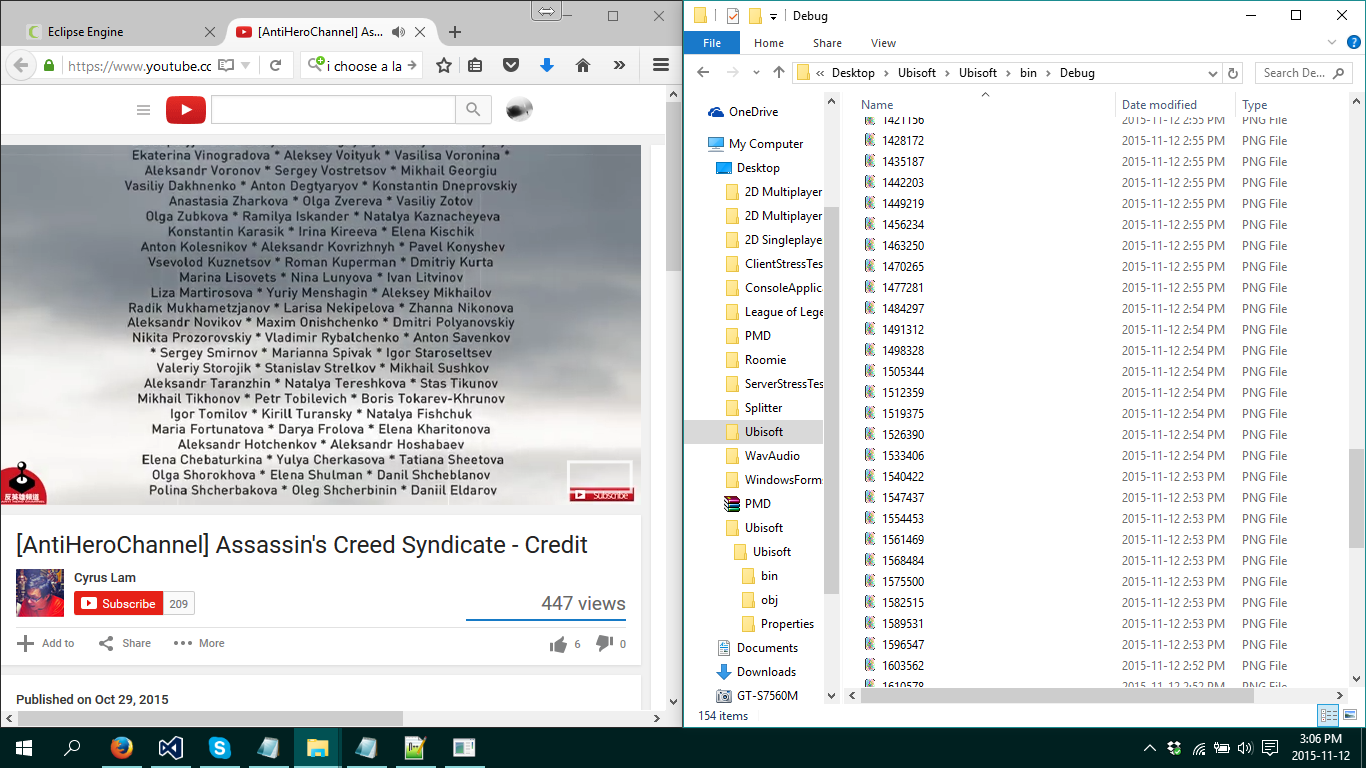 Eclipse Engine
[AntiHeroChannel] As...
https://www.youtube.cc
i choose a la
Ekaterina Vinogradova * Aleksey Voityuk * Vasilisa Voronina *
Aleksandr Voronov * Sergey Vostretsov * Mikhail Georgiu
Vasiliy Dakhnenko * Anton Degtyaryov * Konstantin Dneprovskiy
Anastasia Zharkova * Olga Zvereva * Vasiliy Zotov
Olga Zubkova * Ramilya Iskander * Natalya Kaznacheyeva
Konstantin Karasik * Irina Kireeva * Elena Kischik
Anton Kolesnikov * Aleksandr Kovrizhnyh * Pavel Konyshev
Vsevolod Kuznetsov * Roman Kuperman * Dmitriy Kurta
Marina Lisovets * Nina Lunyova * Ivan Litvinov
Liza Martirosova * Yuriy Menshagin * Aleksey Mikhailov
Radik Mukhametzjanov * Larisa Nekipelova * Zhanna Nikonova
Aleksandr Novikov * Maxim Onishchenko * Dmitri Polyanovskiy
Nikita Prozorovskiy * Vladimir Rybalchenko * Anton Savenkov
* Sergey Smirnov * Marianna Spivak * Igor Staroseltsev
Valeriy Storojik * Stanislav Strelkov * Mikhail Sushkov
Aleksandr Taranzhin * Natalya Tereshkova * Stas Tikunov
Mikhail Tikhonov * Petr Tobilevich * Boris Tokarev-Khrunov
Igor Tomilov * Kirill Turansky * Natalya Fishchuk
Maria Fortunatova * Darya Frolova * Elena Kharitonova
Aleksandr Hotchenkov * Aleksandr Hoshabaev
Elena Chebaturkina * Yulya Cherkasova * Tatiana Sheetova
Olga Shorokhova * Elena Shulman * Danil Shcheblanov
Polina Shcherbakova * Oleg Shcherbinin * Daniil Eldarov
反英雄頻道
Subscribe
[AntiHeroChannel] Assassin's Creed Syndicate - Credit
Cyrus Lam
Subscribe 209
447 views
Add to Share More 6 0
Published on Oct 29, 2015
Debug
File Home Share View
« Desktop Ubisoft Ubisoft bin Debug
Search De...
OneDrive
My Computer
Desktop
2D Multiplayer
2D Multiplayer
2D Singleplaye
ClientStressTes
ConsoleApplica
League of Lege
PMD
Roomie
ServerStressTes
Splitter
Ubisoft
WavAudio
WindowsForms
PMD
Ubisoft
Ubisoft
bin
obj
Properties
Documents
Downloads
GT-S7560M
Name Date modified Type
1421156 2015-11-12 2:55 PM PNG File
1428172 2015-11-12 2:55 PM PNG File
1435187 2015-11-12 2:55 PM PNG File
1442203 2015-11-12 2:55 PM PNG File
1449219 2015-11-12 2:55 PM PNG File
1456234 2015-11-12 2:55 PM PNG File
1463250 2015-11-12 2:55 PM PNG File
1470265 2015-11-12 2:55 PM PNG File
1477281 2015-11-12 2:55 PM PNG File
1484297 2015-11-12 2:54 PM PNG File
1491312 2015-11-12 2:54 PM PNG File
1498328 2015-11-12 2:54 PM PNG File
1505344 2015-11-12 2:54 PM PNG File
1512359 2015-11-12 2:54 PM PNG File
1519375 2015-11-12 2:54 PM PNG File
1526390 2015-11-12 2:54 PM PNG File
1533406 2015-11-12 2:54 PM PNG File
1540422 2015-11-12 2:53 PM PNG File
1547437 2015-11-12 2:53 PM PNG File
1554453 2015-11-12 2:53 PM PNG File
1561469 2015-11-12 2:53 PM PNG File
1568484 2015-11-12 2:53 PM PNG File
1575500 2015-11-12 2:53 PM PNG File
1582515 2015-11-12 2:53 PM PNG File
1589531 2015-11-12 2:53 PM PNG File
1596547 2015-11-12 2:53 PM PNG File
1603562 2015-11-12 2:52 PM PNG File
1610578 2015-11-12 2:52 PM PNG File
154 items
3:06 PM
2015-11-12